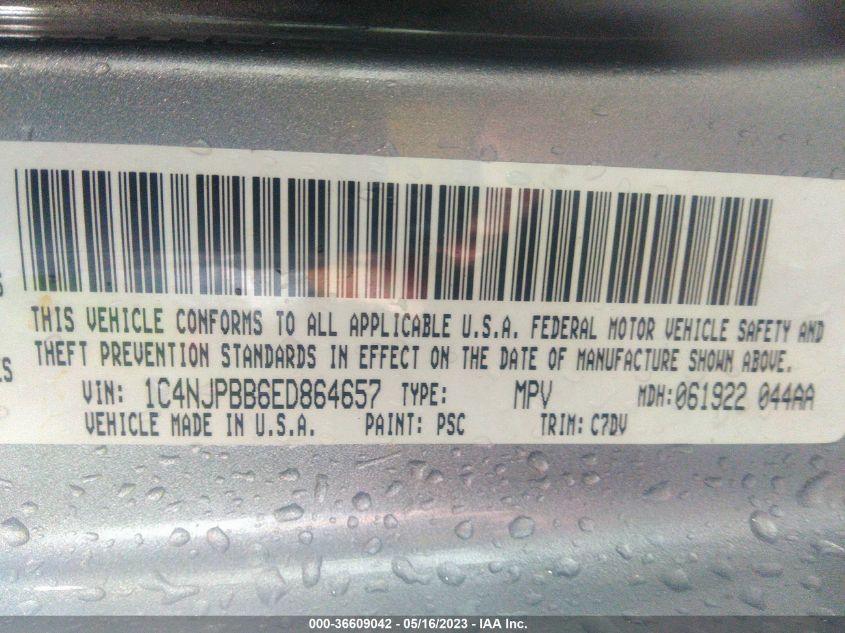 S
THIS VEHICLE CONFORMS TO ALL APPLICABLE U.S.A. FEDERAL MOTOR VEHICLE SAFETY AND
ES THEFT PREVENTION STANDARDS IN EFFECT ON THE DATE OF MANUFACTURE SHOWN ABOVE.
VIN: 1C4NJPBB6ED864657 TYPE: MPV MDH:061922 044AA
VEHICLE MADE IN U.S.A. PAINT: PSC TRIM: C7DV
000-36609042 - 05/16/2023 - IAA Inc.